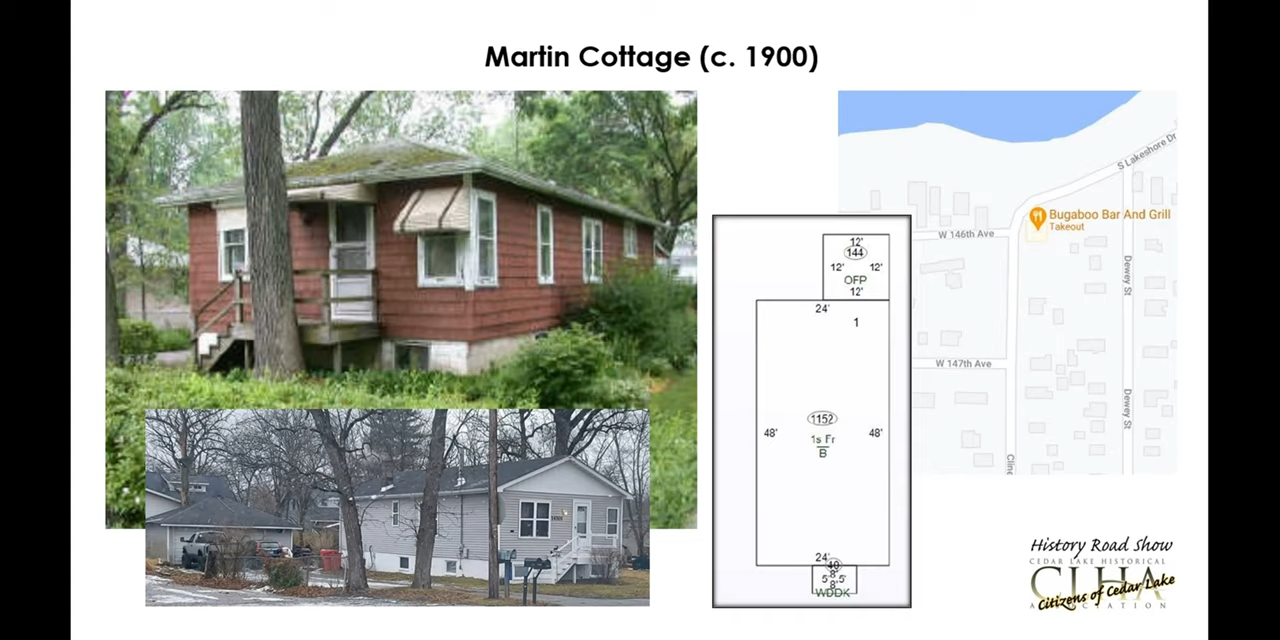 Martin Cottage (c. 1900)
S Lakeshore Dr
Bugaboo Bar And Grill
Takeout
W 146th Ave
Dewey St
W 147th Ave
Dewey St
Cline
12'
144
12' 12'
OFP
12'
24'
1
1152
48' 48'
1s Fr
B
24'
40
8'
5' 5'
8'
WDDK
History Road Show
CEDAR LAKE HISTORICAL
CLHA
Citizens of Cedar Lake
ASSOCIATION